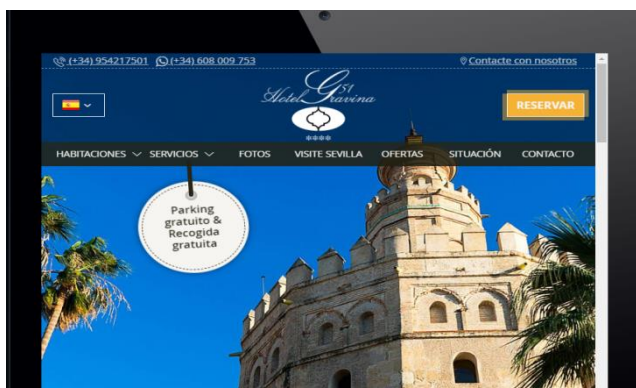 (+34) 954217501 (+34) 608 009 753 Contacte con nosotros
Hotel Gravina 51
RESERVAR
HABITACIONES SERVICIOS FOTOS VISITE SEVILLA OFERTAS SITUACIÓN CONTACTO
Parking
gratuito &
Recogida
gratuita